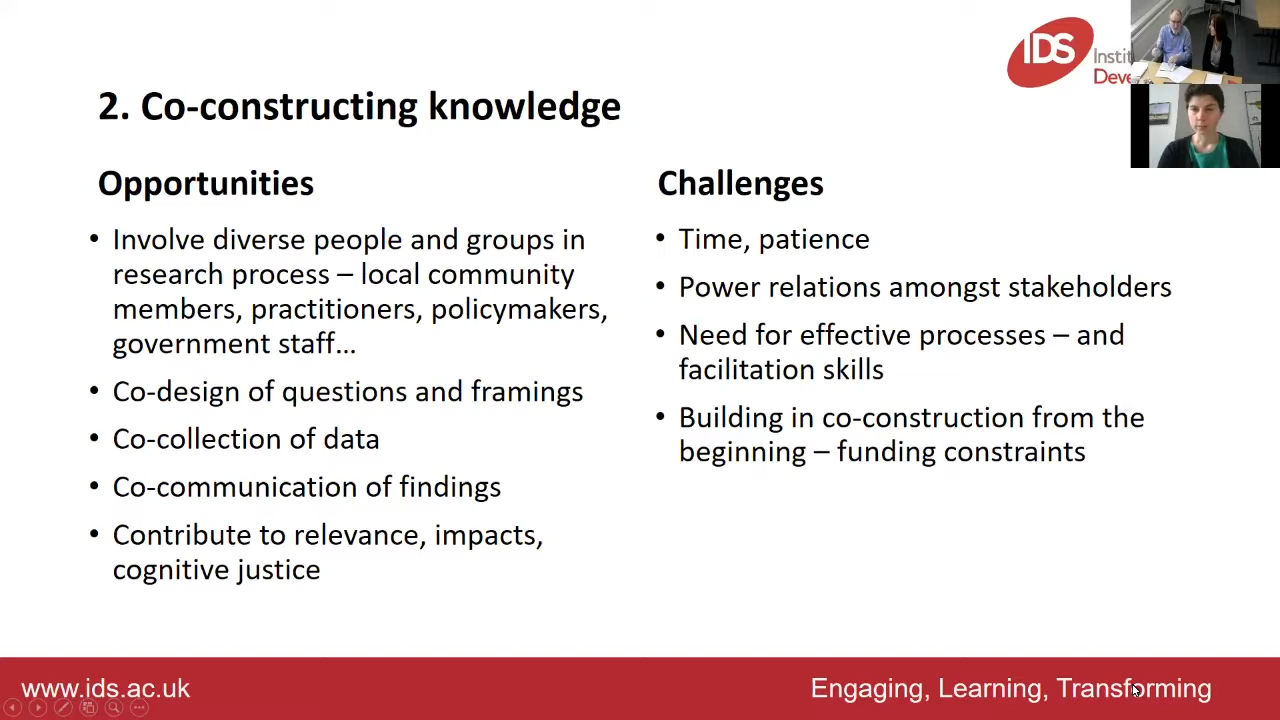 IDS
Instit
Deve
2. Co-constructing knowledge
Opportunities
• Involve diverse people and groups in
research process – local community
members, practitioners, policymakers,
government staff…
• Co-design of questions and framings
• Co-collection of data
• Co-communication of findings
• Contribute to relevance, impacts,
cognitive justice
Challenges
• Time, patience
• Power relations amongst stakeholders
• Need for effective processes – and
facilitation skills
• Building in co-construction from the
beginning – funding constraints
www.ids.ac.uk
Engaging, Learning, Transforming